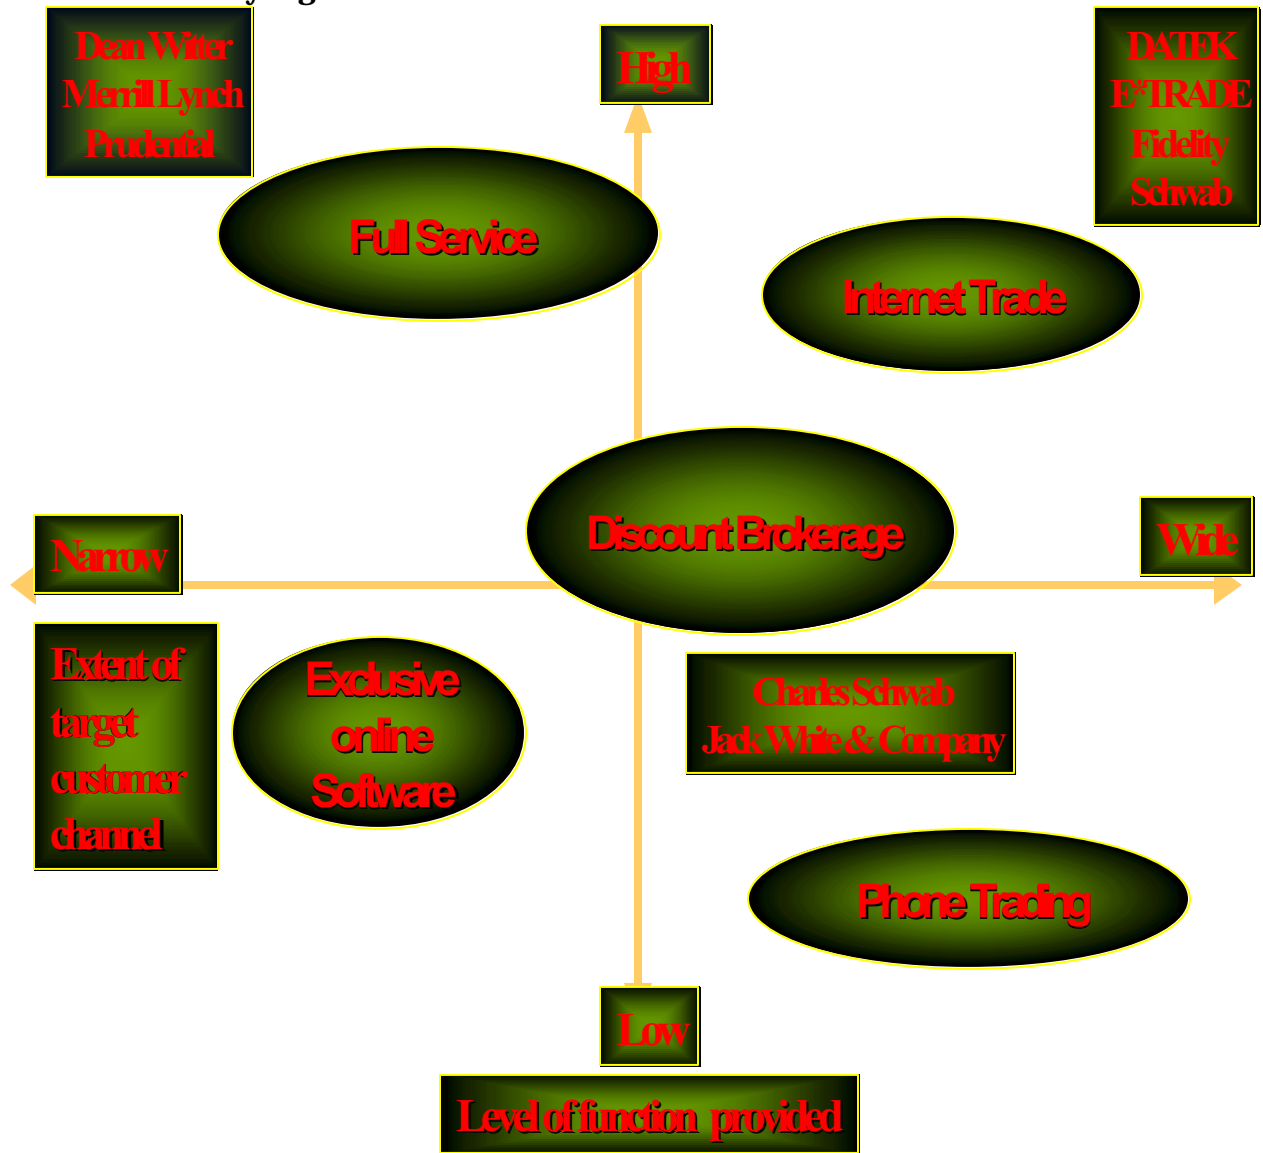 Dean Witter
Merrill Lynch
Prudential
High
DATEK
E*TRADE
Fidelity
Schwab
Full Service
Internet Trade
Discount Brokerage
Narrow
Wide
Extent of
target
customer
channel
Exclusive
online
Software
Charles Schwab
Jack White & Company
Phone Trading
Low
Level of function provided